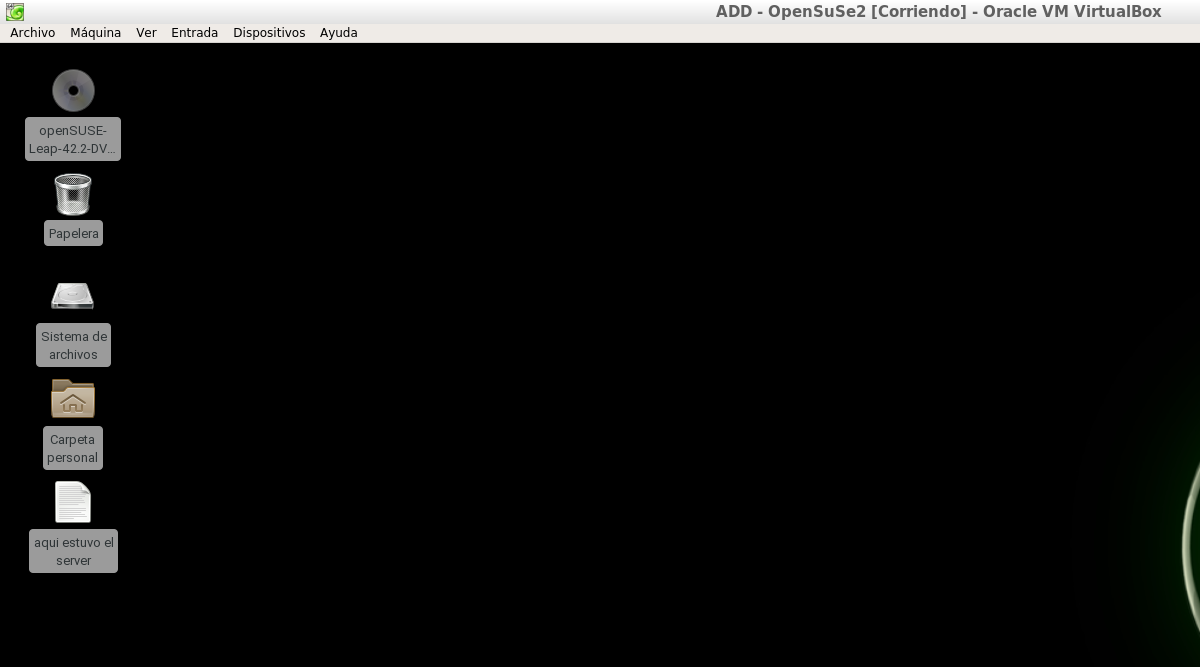 ADD - OpenSuSe2 [Corriendo] - Oracle VM VirtualBox
Archivo Máquina Ver Entrada Dispositivos Ayuda
openSUSE-
Leap-42.2-DV...
Papelera
Sistema de
archivos
Carpeta
personal
aqui estuvo el
server